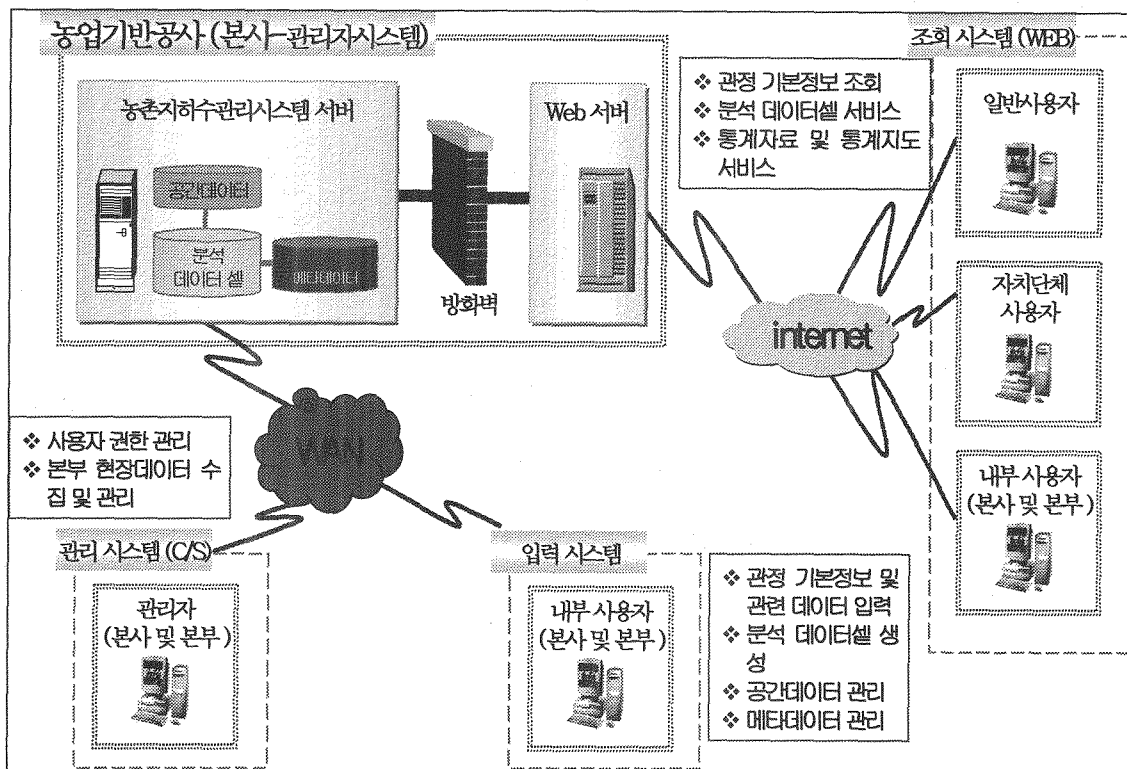 농업기반공사 (본사-관리자시스템)
농촌지하수관리시스템 서버
공간데이터
분석
데이터 셀
메타데이터
방화벽
Web 서버
❖ 관정 기본정보 조회
❖ 분석 데이터셀 서비스
❖ 통계자료 및 통계지도
서비스
조회 시스템 (WEB)
일반사용자
자치단체
사용자
내부 사용자
(본사 및 본부)
internet
WAN
❖ 사용자 권한 관리
❖ 본부 현장데이터 수
집 및 관리
관리 시스템 (C/S)
관리자
(본사 및 본부)
입력 시스템
내부 사용자
(본사 및 본부)
❖ 관정 기본정보 및
관련 데이터 입력
❖ 분석 데이터셀 생
성
❖ 공간데이터 관리
❖ 메타데이터 관리